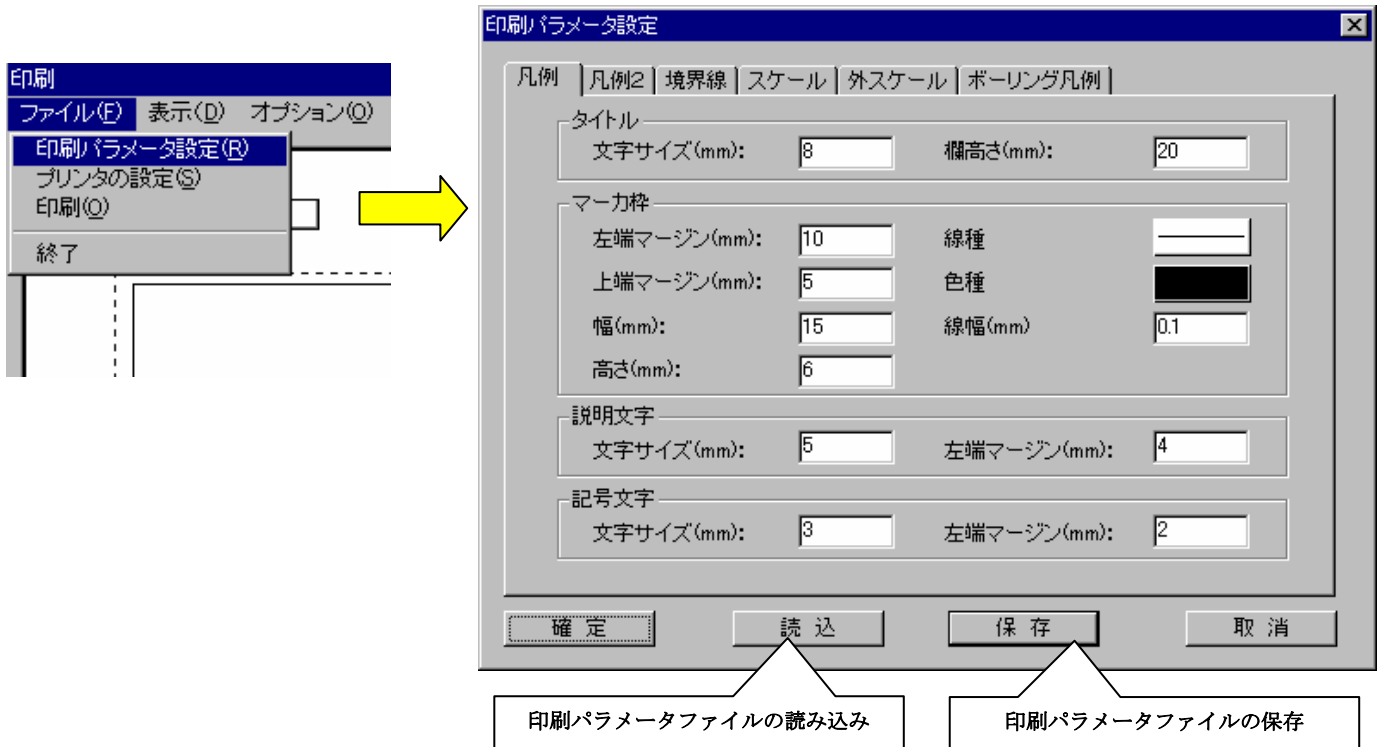 印刷
ファイル(F) 表示(D) オプション(O)
印刷パラメータ設定(R)
プリンタの設定(S)
印刷(O)
終了
印刷パラメータ設定
凡例 凡例2 境界線 スケール 外スケール ボーリング凡例
タイトル
文字サイズ(mm): 8 欄高さ(mm): 20
マーカ枠
左端マージン(mm): 10 線種
上端マージン(mm): 5 色種
幅(mm): 15 線幅(mm) 0.1
高さ(mm): 6
説明文字
文字サイズ(mm): 5 左端マージン(mm): 4
記号文字
文字サイズ(mm): 3 左端マージン(mm): 2
確 定 読 込 保 存 取 消
印刷パラメータファイルの読み込み 印刷パラメータファイルの保存